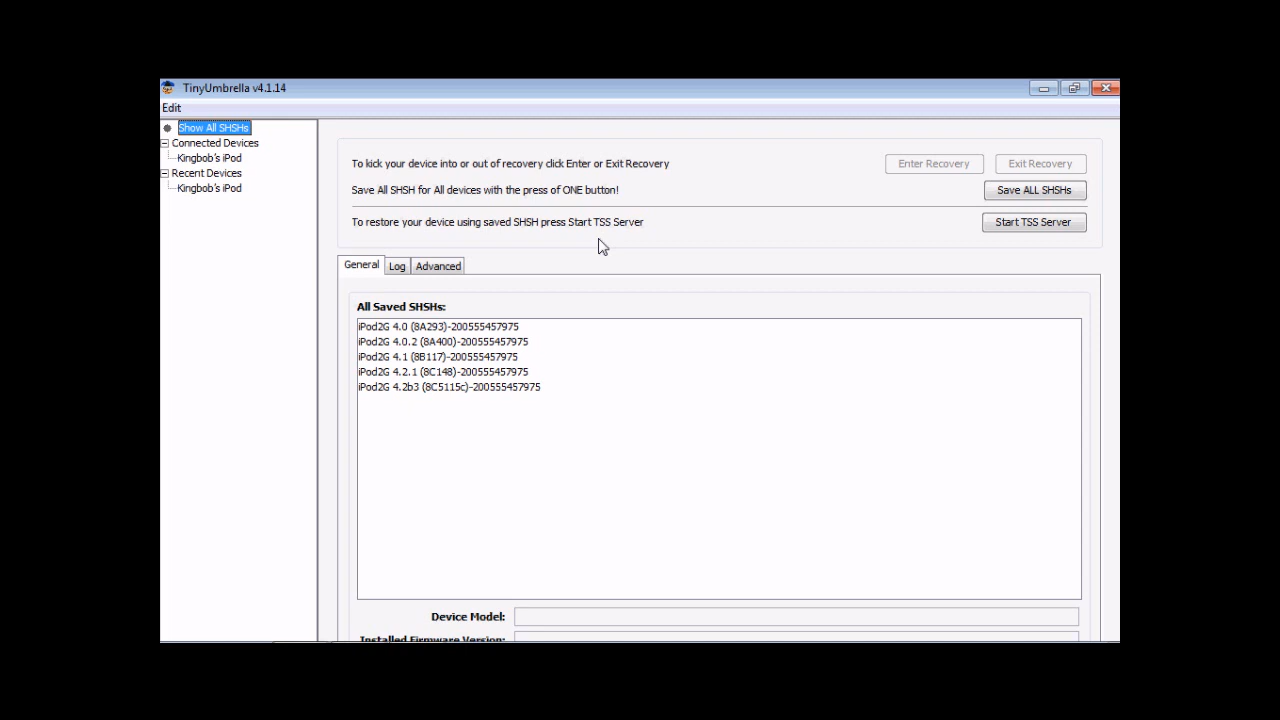 TinyUmbrella v4.1.14
Edit
Show All SHSHs
Connected Devices
Kingbob's iPod
Recent Devices
Kingbob's iPod
To kick your device into or out of recovery click Enter or Exit Recovery
Enter Recovery
Exit Recovery
Save All SHSH for All devices with the press of ONE button!
Save ALL SHSHs
To restore your device using saved SHSH press Start TSS Server
Start TSS Server
General
Log
Advanced
All Saved SHSHs:
iPod2G 4.0 (8A293)-200555457975
iPod2G 4.0.2 (8A400)-200555457975
iPod2G 4.1 (8B117)-200555457975
iPod2G 4.2.1 (8C148)-200555457975
iPod2G 4.2b3 (8C5115c)-200555457975
Device Model:
Installed Firmware Version: